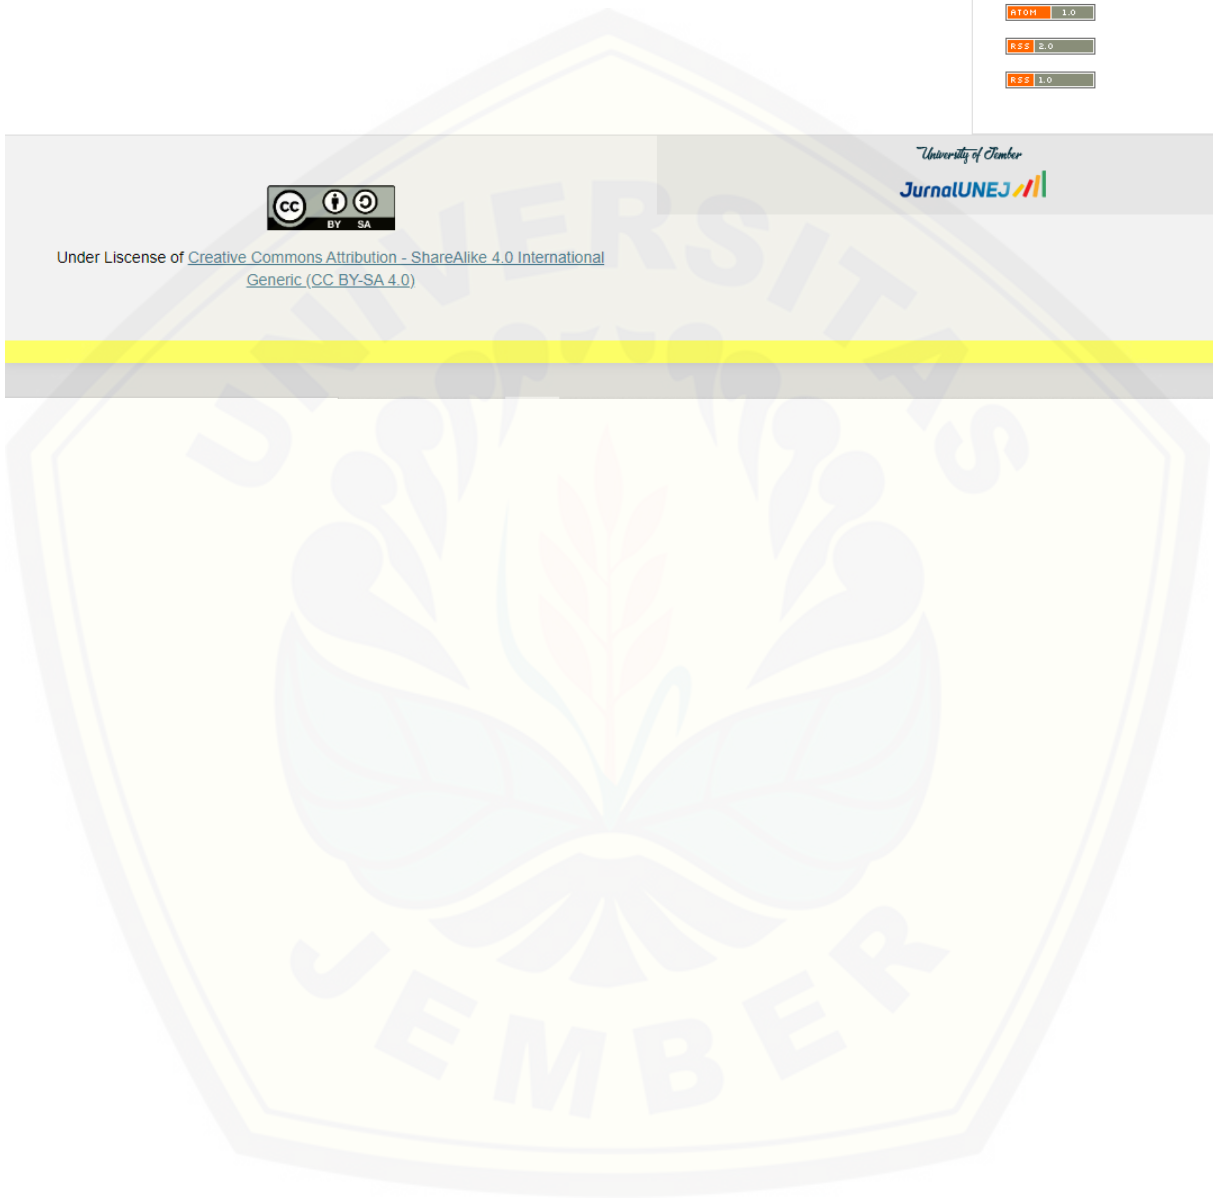 ATOM 1.0
RSS 2.0
RSS 1.0
University of Jember
JurnalUNEJ
cc BY SA
Under Liscense of Creative Commons Attribution - ShareAlike 4.0 International
Generic (CC BY-SA 4.0)
UNIVERSITAS
JEMBER